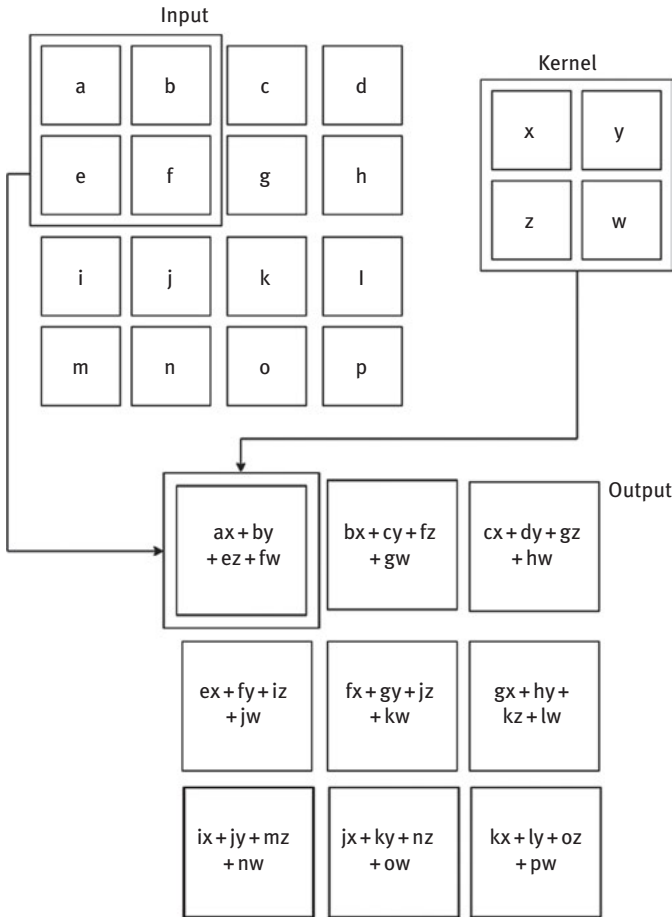 Input
a b c d
Kernel
x y
e f g h
z w
i j k l
m n o p
Output
ax + by
+ ez + fw
bx + cy + fz
+ gw
cx + dy + gz
+ hw
ex + fy + iz
+ jw
fx + gy + jz
+ kw
gx + hy +
kz + lw
ix + jy + mz
+ nw
jx + ky + nz
+ ow
kx + ly + oz
+ pw